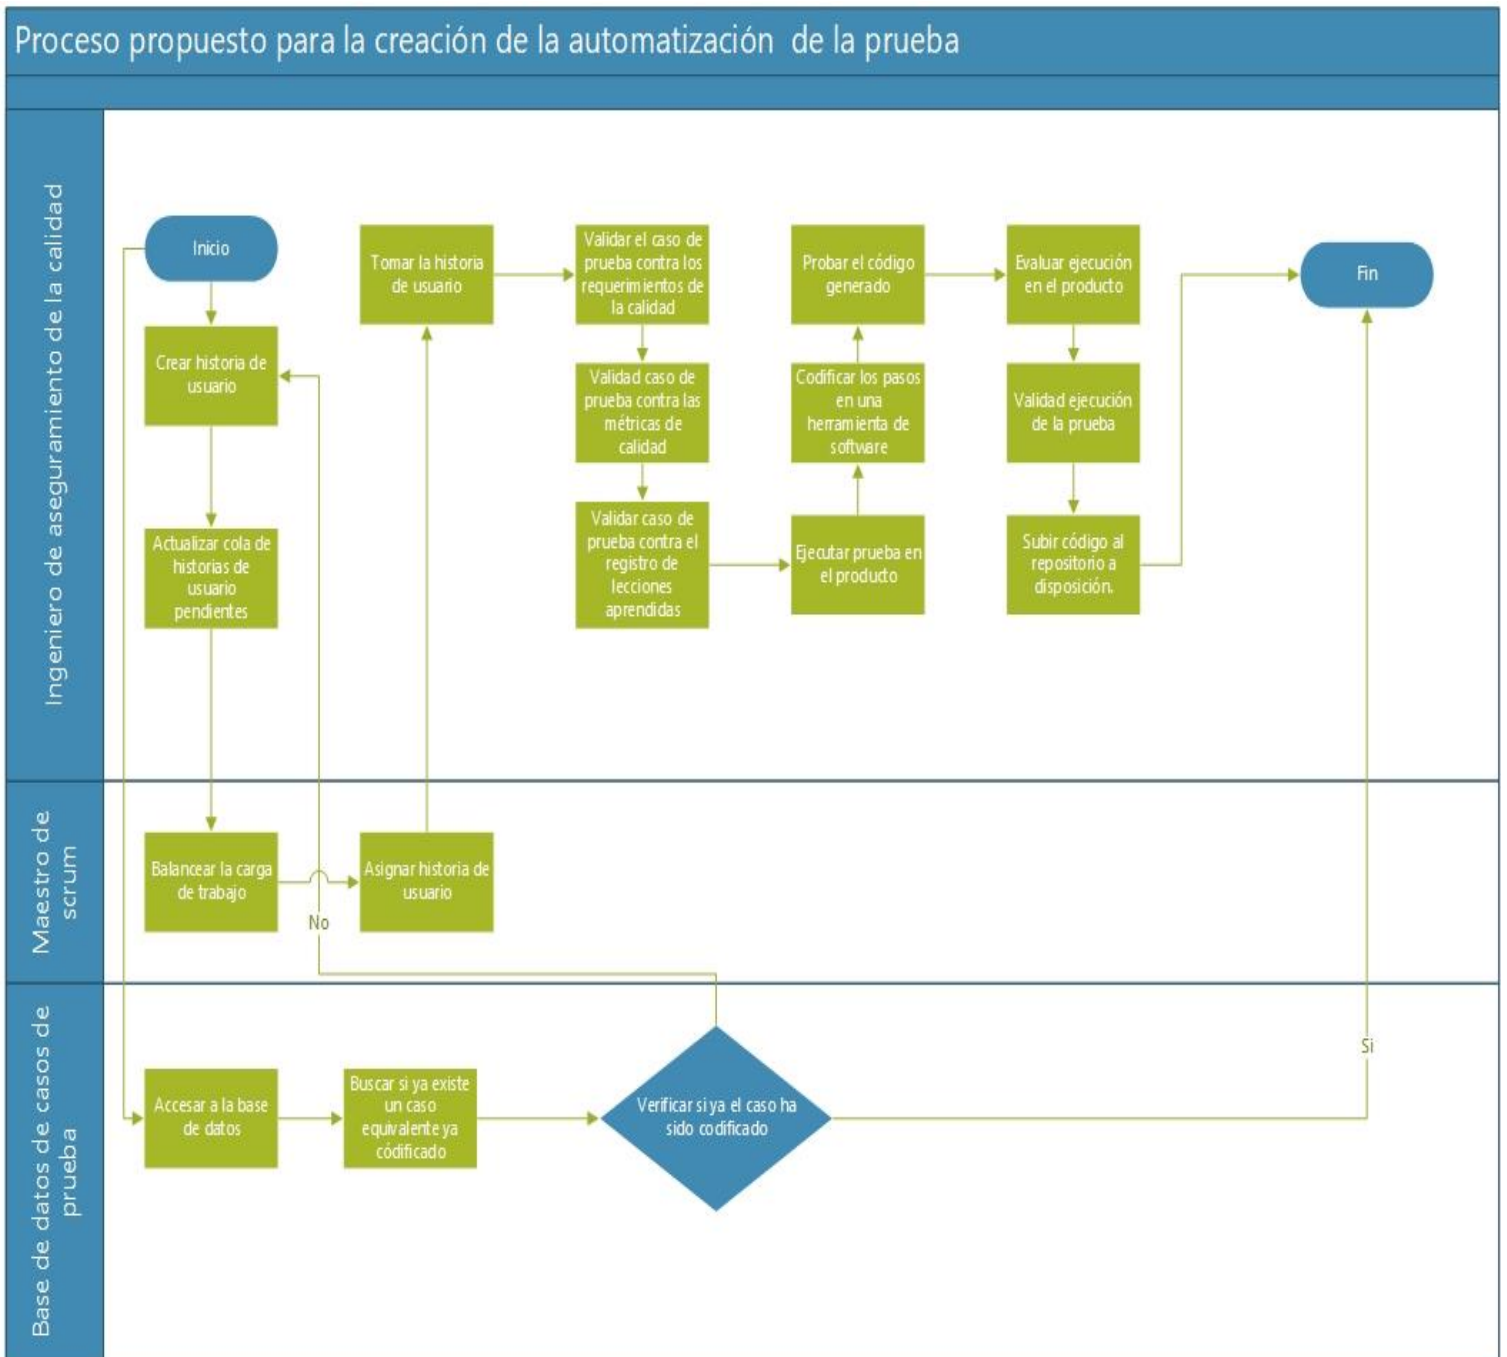 Proceso propuesto para la creación de la automatización de la prueba
Ingeniero de aseguramiento de la calidad
Inicio
Crear historia de
usuario
Actualizar cola de
historias de
usuario
pendientes
Tomar la historia
de usuario
Validar el caso de
prueba contra los
requerimientos de
la calidad
Validad caso de
prueba contra las
métricas de
calidad
Validar caso de
prueba contra el
registro de
lecciones
aprendidas
Ejecutar prueba en
el producto
Codificar los pasos
en una
herramienta de
software
Probar el código
generado
Evaluar ejecución
en el producto
Validad ejecución
de la prueba
Subir código al
repositorio a
disposición.
Fin
Maestro de
scrum
Balancear la carga
de trabajo
Asignar historia de
usuario
No
Base de datos de casos de
prueba
Accesar a la base
de datos
Buscar si ya existe
un caso
equivalente ya
códificado
Verificar si ya el caso ha
sido codificado
Si